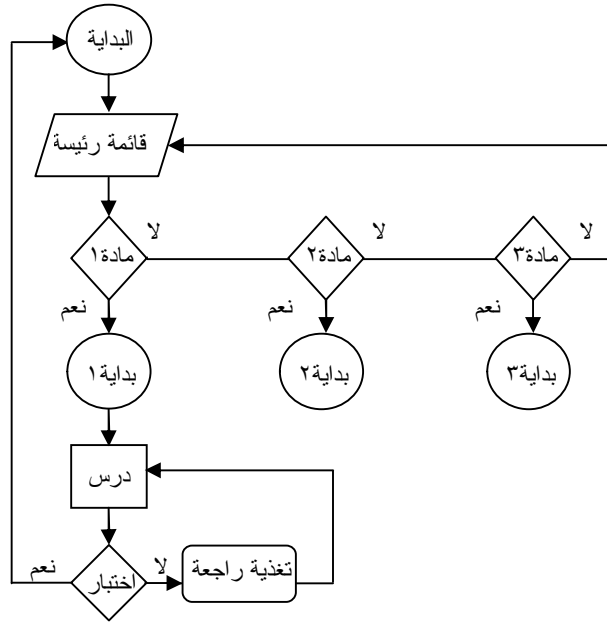 البداية
قائمة رئيسة
مادة١
لا
مادة٢
لا
مادة٣
لا
نعم
نعم
نعم
بداية١
بداية٢
بداية٣
درس
اختبار
نعم
لا
تغذية راجعة